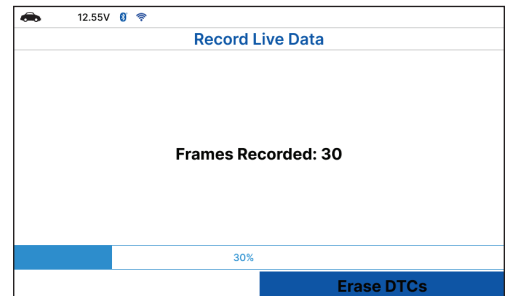 12.55V
Record Live Data
Frames Recorded: 30
30%
Erase DTCs